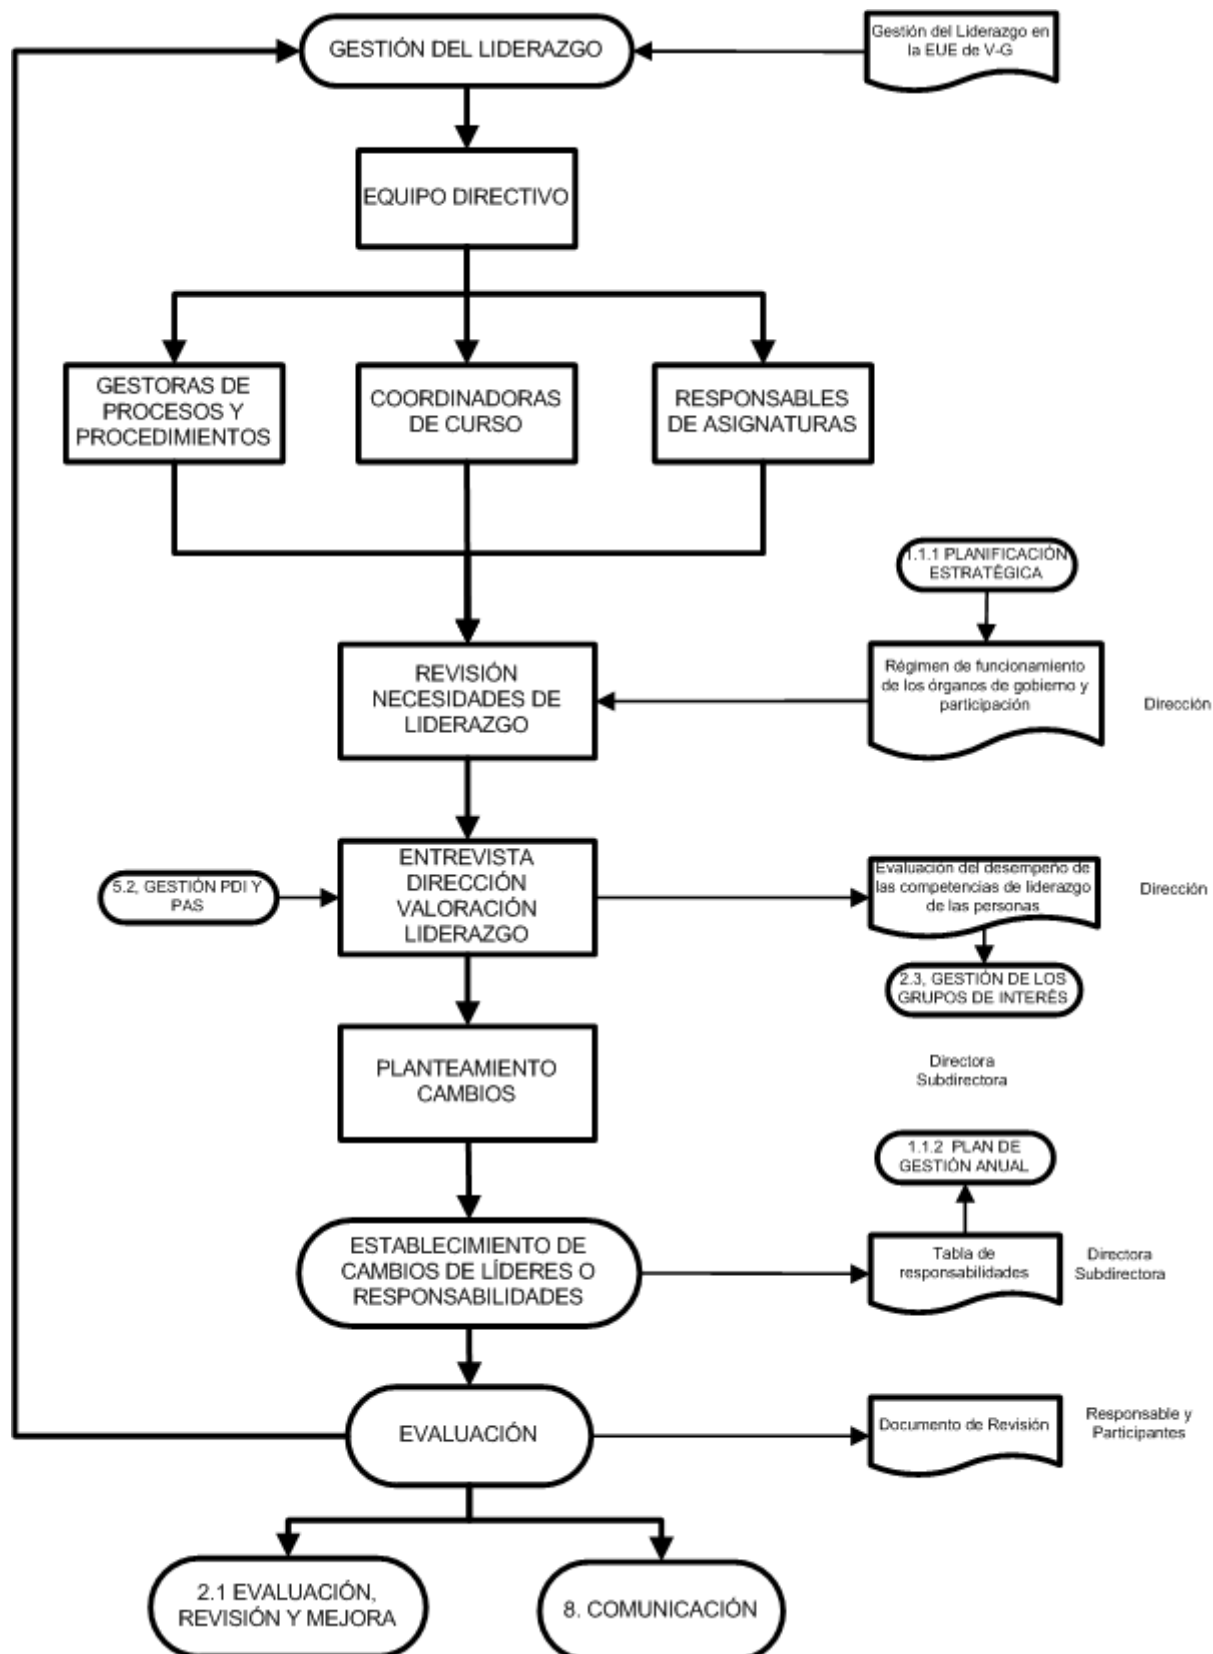 GESTIÓN DEL LIDERAZGO
Gestión del Liderazgo en
la EUE de V-G
EQUIPO DIRECTIVO
GESTORAS DE
PROCESOS Y
PROCEDIMIENTOS
COORDINADORAS
DE CURSO
RESPONSABLES
DE ASIGNATURAS
1.1.1 PLANIFICACIÓN
ESTRATÉGICA
REVISIÓN
NECESIDADES DE
LIDERAZGO
Régimen de funcionamiento
de los órganos de gobierno y
participación
Dirección
5.2, GESTIÓN PDI Y
PAS
ENTREVISTA
DIRECCIÓN
VALORACIÓN
LIDERAZGO
Evaluación del desempeño de
las competencias de liderazgo
de las personas
Dirección
2.3, GESTIÓN DE LOS
GRUPOS DE INTERÉS
PLANTEAMIENTO
CAMBIOS
Directora
Subdirectora
1.1.2 PLAN DE
GESTIÓN ANUAL
ESTABLECIMIENTO DE
CAMBIOS DE LÍDERES O
RESPONSABILIDADES
Tabla de
responsabilidades
Directora
Subdirectora
EVALUACIÓN
Documento de Revisión
Responsable y
Participantes
2.1 EVALUACIÓN,
REVISIÓN Y MEJORA
8. COMUNICACIÓN